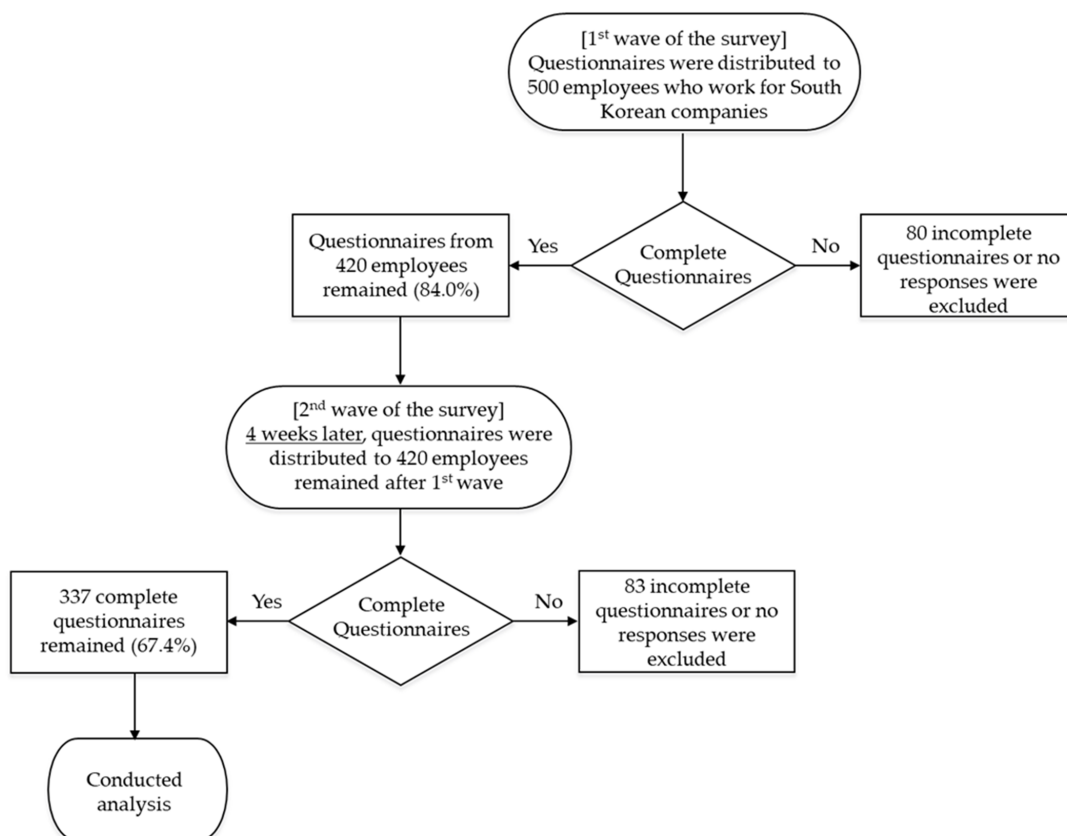 [1st wave of the survey]
Questionnaires were distributed to
500 employees who work for South
Korean companies
Complete
Questionnaires
Yes
No
Questionnaires from
420 employees
remained (84.0%)
80 incomplete
questionnaires or no
responses were
excluded
[2nd wave of the survey]
4 weeks later, questionnaires were
distributed to 420 employees
remained after 1st wave
Complete
Questionnaires
Yes
No
337 complete
questionnaires
remained (67.4%)
83 incomplete
questionnaires or no
responses were
excluded
Conducted
analysis